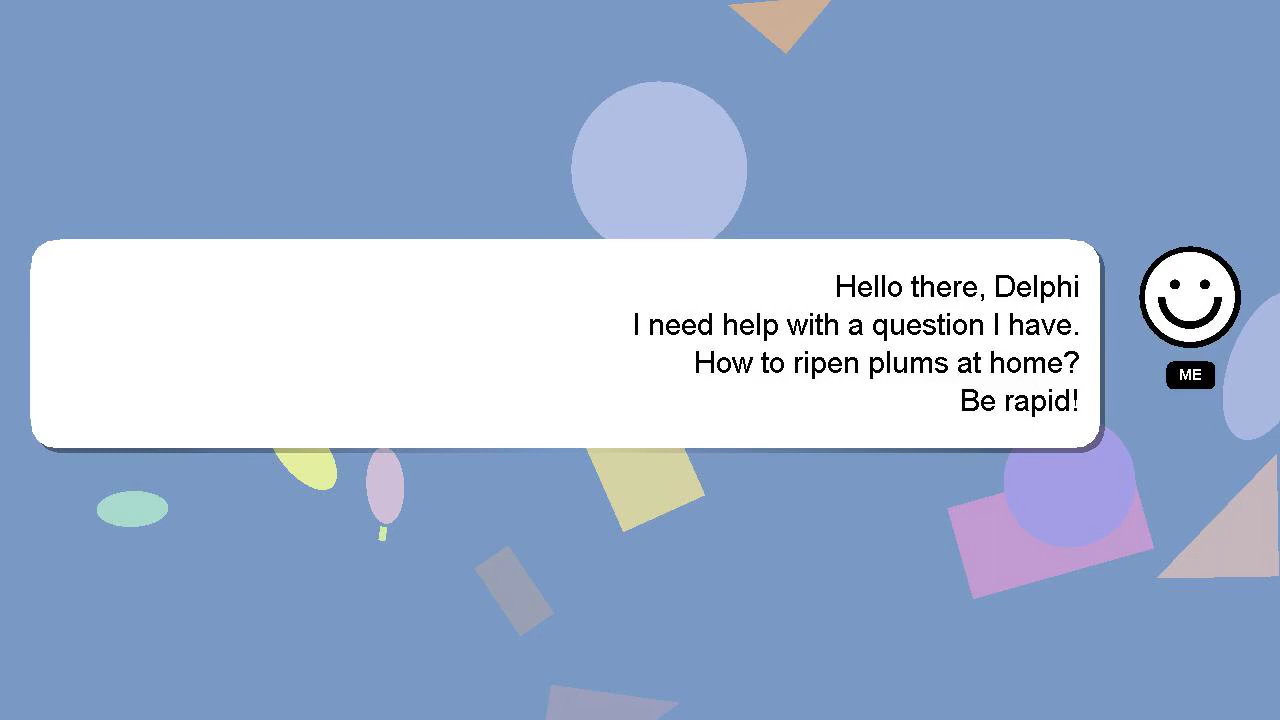 Hello there, Delphi
I need help with a question I have.
How to ripen plums at home?
Be rapid!
ME